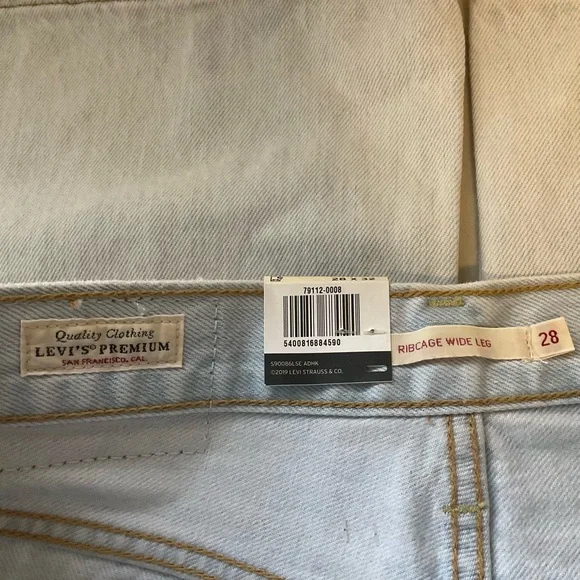 Quality Clothing
LEVI'S® PREMIUM
SAN FRANCISCO, CAL.
79112-0008
5400816884590
©2019 LEVI STRAUSS & CO.
RIBCAGE WIDE LEG
28